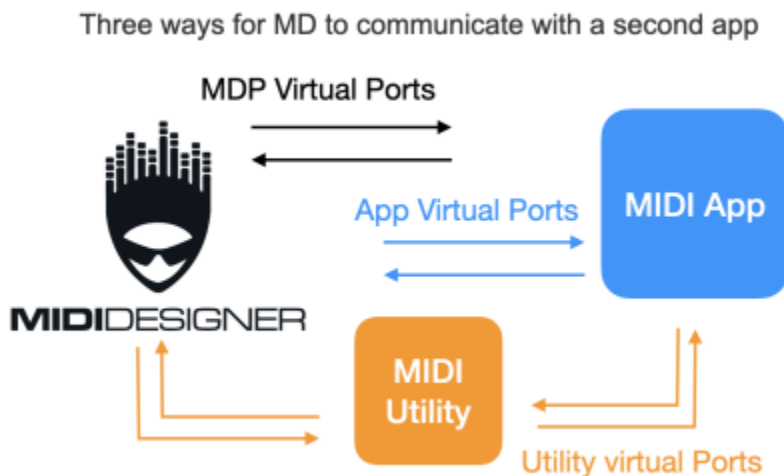 Three ways for MD to communicate with a second app
MDP Virtual Ports
MIDI App
App Virtual Ports
MIDIDESIGNER
MIDI
Utility
Utility virtual Ports